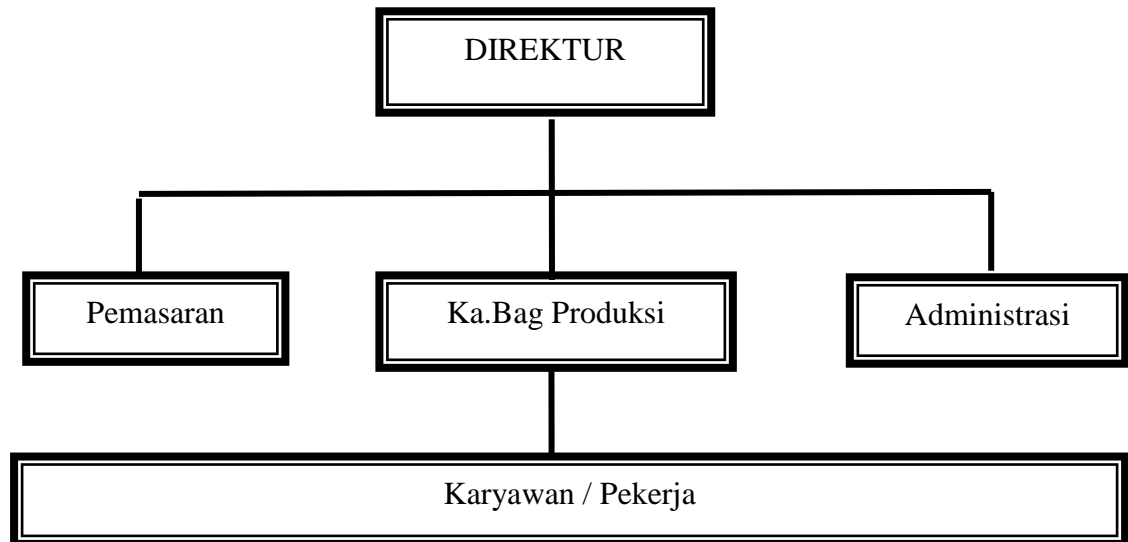 DIREKTUR
Pemasaran
Ka.Bag Produksi
Administrasi
Karyawan / Pekerja